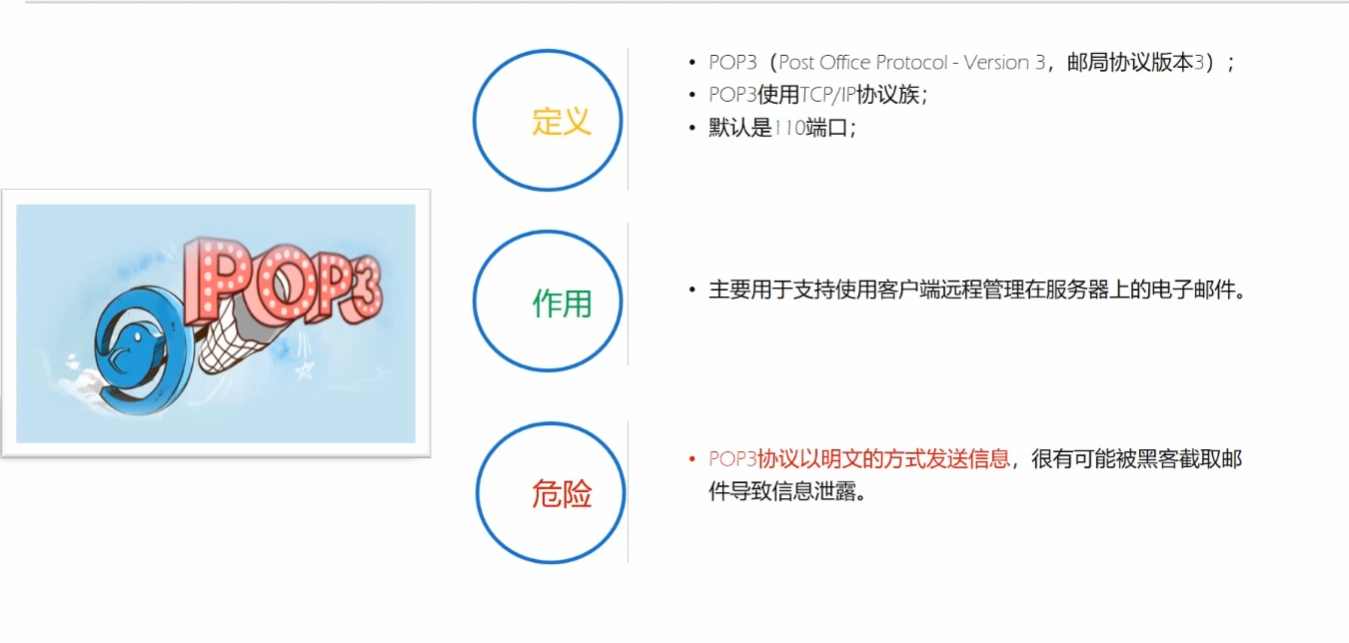 POP3
定义
• POP3（Post Office Protocol - Version 3，邮局协议版本3）；
• POP3使用TCP/IP协议族；
• 默认是110端口；
作用
• 主要用于支持使用客户端远程管理在服务器上的电子邮件。
危险
• POP3协议以明文的方式发送信息，很有可能被黑客截取邮
件导致信息泄露。